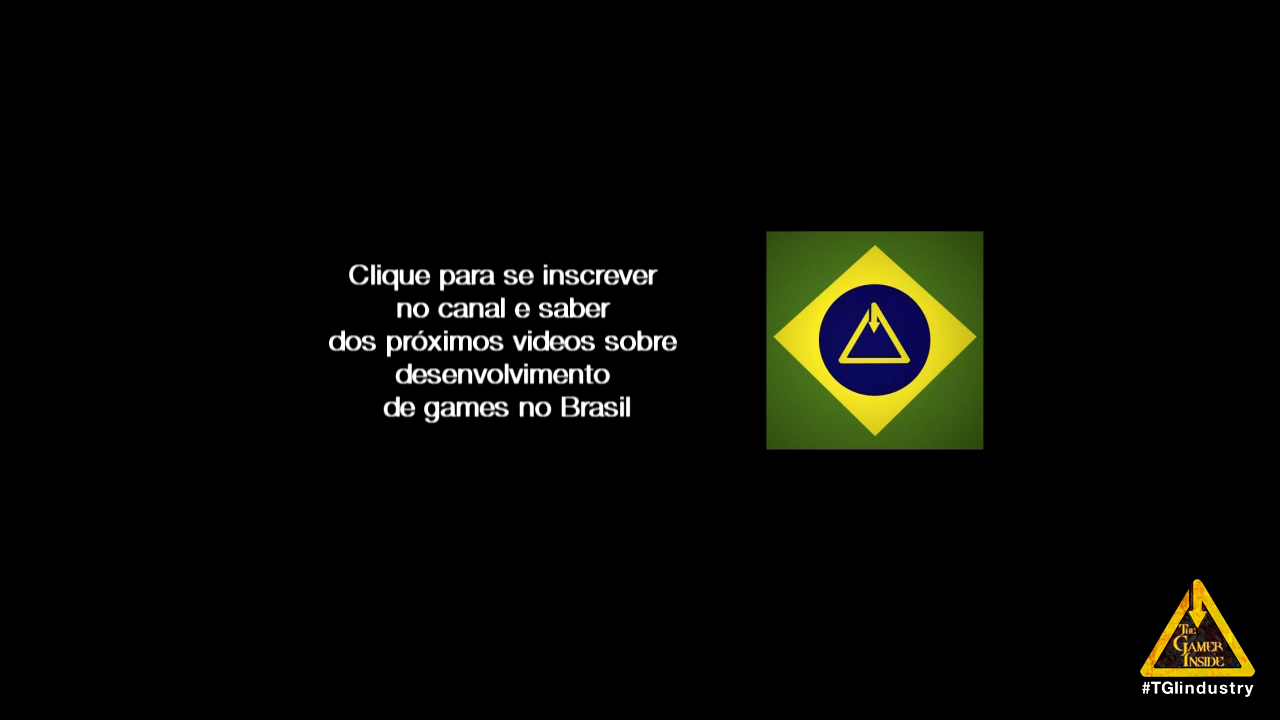 Clique para se inscrever
no canal e saber
dos próximos videos sobre
desenvolvimento
de games no Brasil
THE
GAMER
INSIDE
#TGIindustry